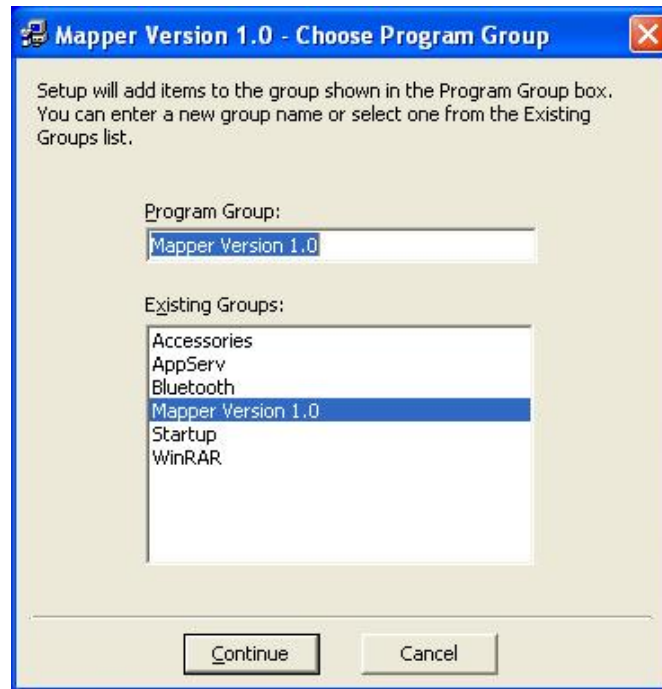 Mapper Version 1.0 - Choose Program Group
Setup will add items to the group shown in the Program Group box.
You can enter a new group name or select one from the Existing
Groups list.
Program Group:
Mapper Version 1.0
Existing Groups:
Accessories
AppServ
Bluetooth
Mapper Version 1.0
Startup
WinRAR
Continue
Cancel